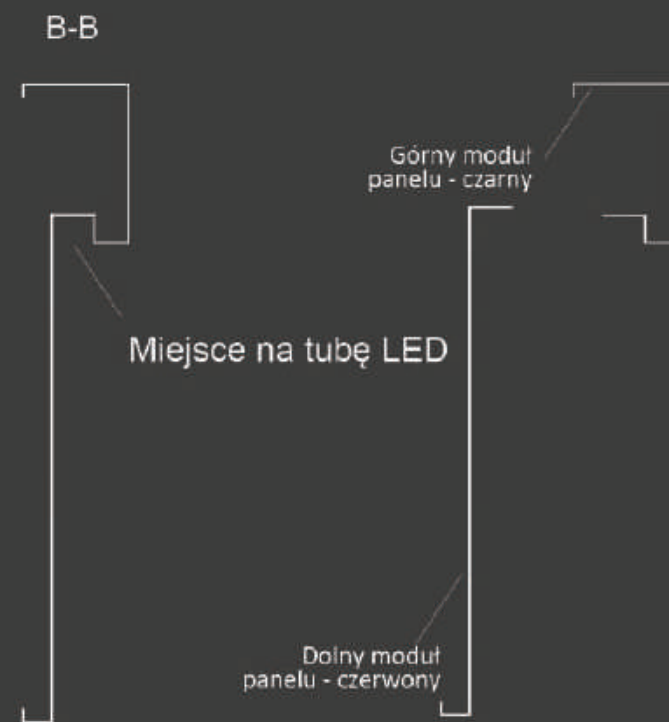 B-B
Górny moduł
panelu - czarny
Miejsce na tubę LED
Dolny moduł
panelu - czerwony